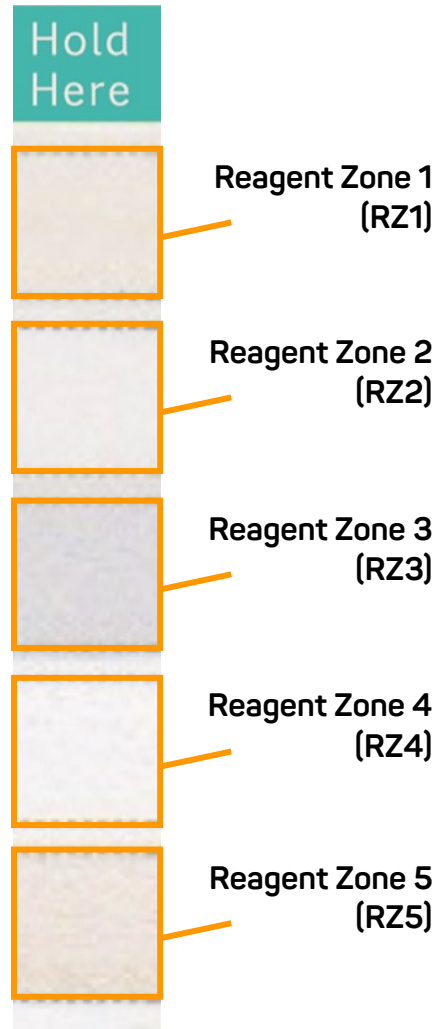 Hold
Here
Reagent Zone 1
(RZ1)
Reagent Zone 2
(RZ2)
Reagent Zone 3
(RZ3)
Reagent Zone 4
(RZ4)
Reagent Zone 5
(RZ5)